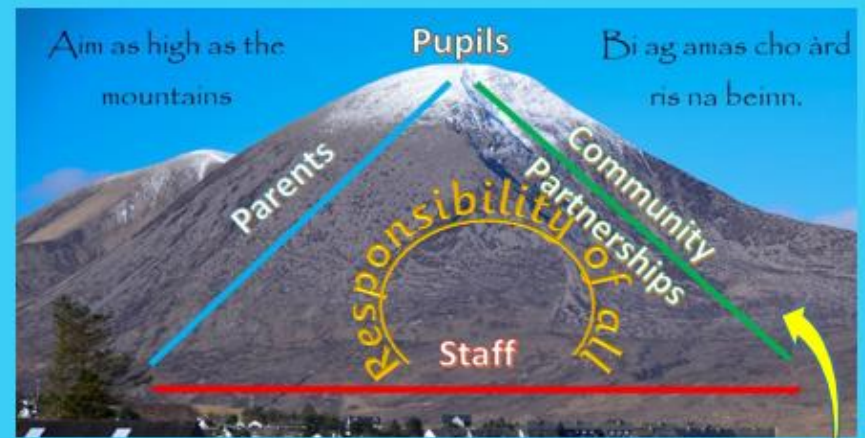 Aim as high as the
mountains
Pupils
Bi ag amas cho àrd
ris na beinn.
Parents
Community
Partnerships
Responsibility of all
Staff